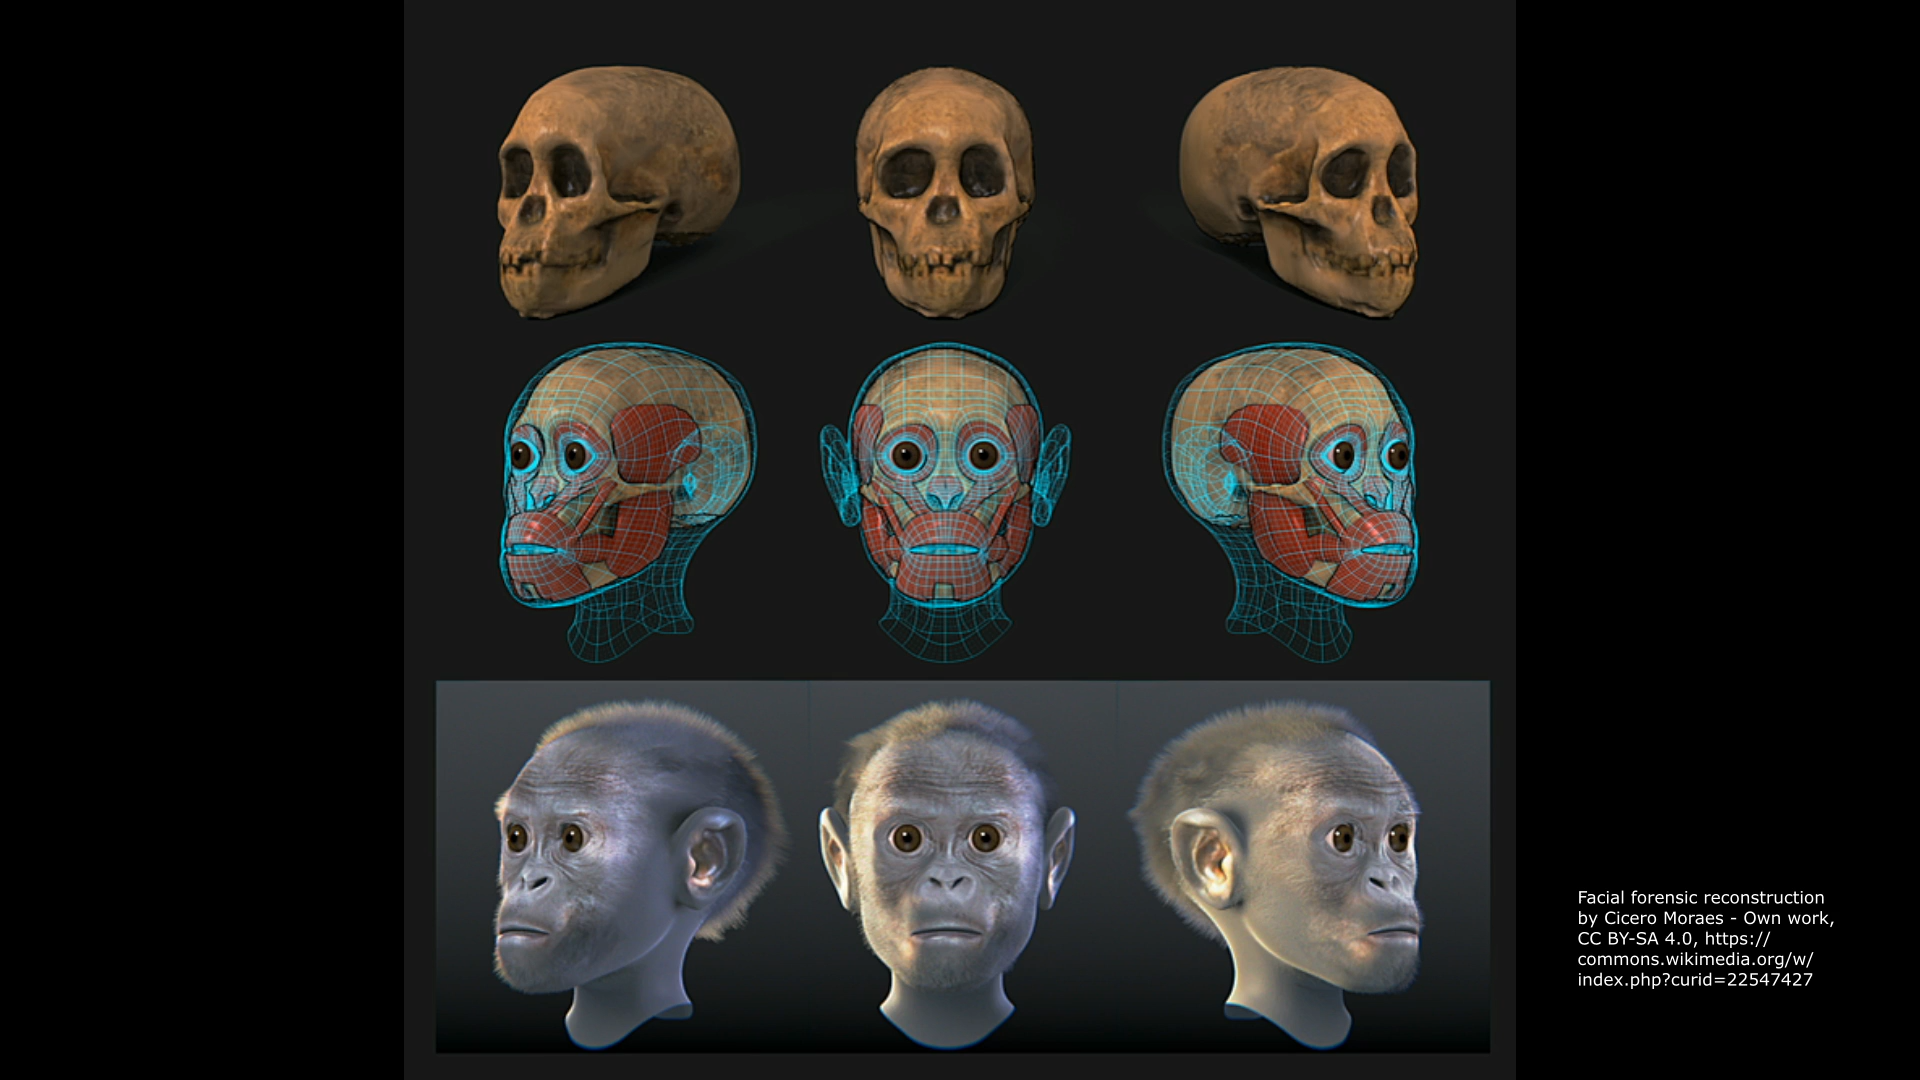 Facial forensic reconstruction
by Cicero Moraes - Own work,
CC BY-SA 4.0, https://
commons.wikimedia.org/w/
index.php?curid=22547427